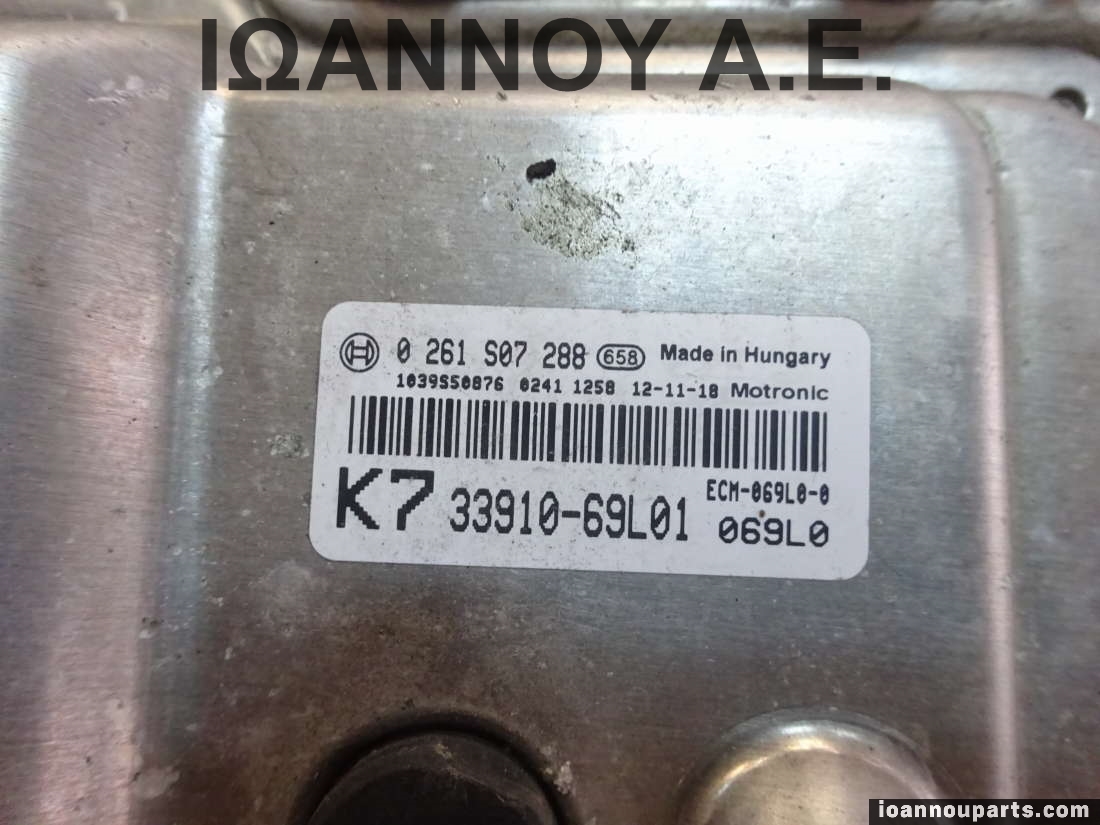 ΙΩΑΝΝΟΥ Α.Ε.
0 261 S07 288 658 Made in Hungary
1039S50876 0241 1258 12-11-10 Motronic
ECM-069L0-0
K7 33910-69L01 069L0
ioannouparts.com